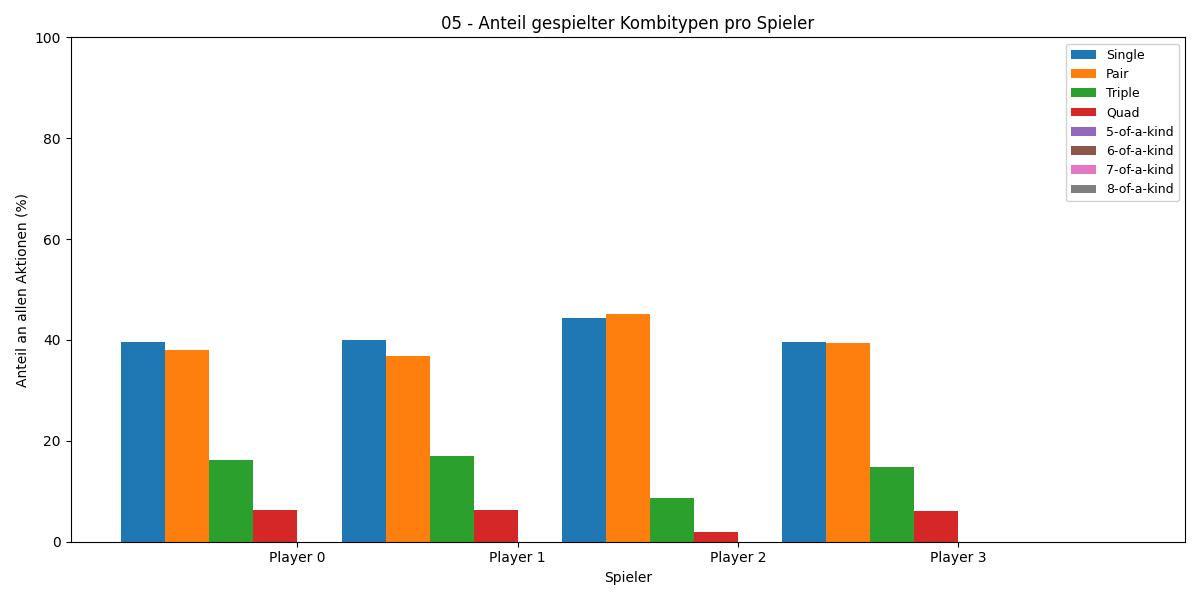 05 - Anteil gespielter Kombitypen pro Spieler
100
80
60
40
20
0
Anteil an allen Aktionen (%)
Single
Pair
Triple
Quad
5-of-a-kind
6-of-a-kind
7-of-a-kind
8-of-a-kind
Player 0
Player 1
Player 2
Player 3
Spieler